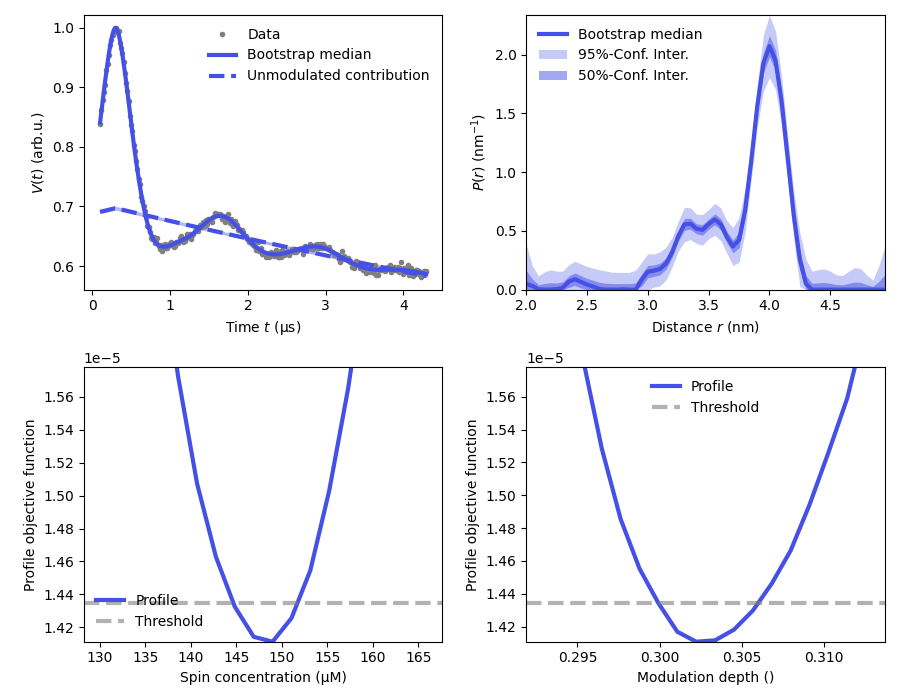 1.0
0.9
0.8
0.7
0.6
V(t) (arb.u.)
0 1 2 3 4
Time t (μs)
Data
Bootstrap median
Unmodulated contribution
2.0
1.5
1.0
0.5
0.0
P(r) (nm⁻¹)
2.0 2.5 3.0 3.5 4.0 4.5
Distance r (nm)
Bootstrap median
95%-Conf. Inter.
50%-Conf. Inter.
1e−5
1.56
1.54
1.52
1.50
1.48
1.46
1.44
1.42
Profile objective function
130 135 140 145 150 155 160 165
Spin concentration (μM)
Profile
Threshold
1e−5
1.56
1.54
1.52
1.50
1.48
1.46
1.44
1.42
Profile objective function
0.295 0.300 0.305 0.310
Modulation depth ()
Profile
Threshold